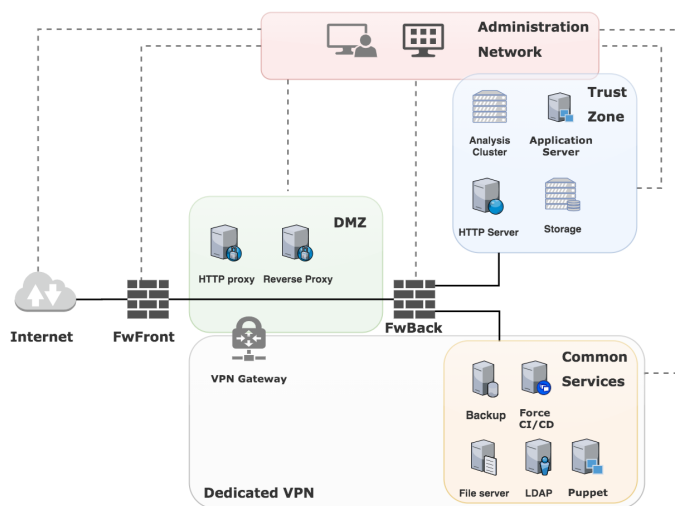 Administration
Network
Trust
Zone
Analysis
Cluster
Application
Server
HTTP Server
Storage
DMZ
HTTP proxy
Reverse Proxy
Internet
FwFront
FwBack
VPN Gateway
Common
Services
Backup
Force
CI/CD
File server
LDAP
Puppet
Dedicated VPN